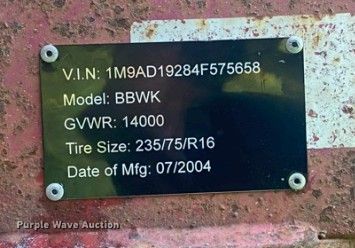 V.I.N: 1M9AD19284F575658
Model: BBWK
GVWR: 14000
Tire Size: 235/75/R16
Date of Mfg: 07/2004
Purple Wave Auction